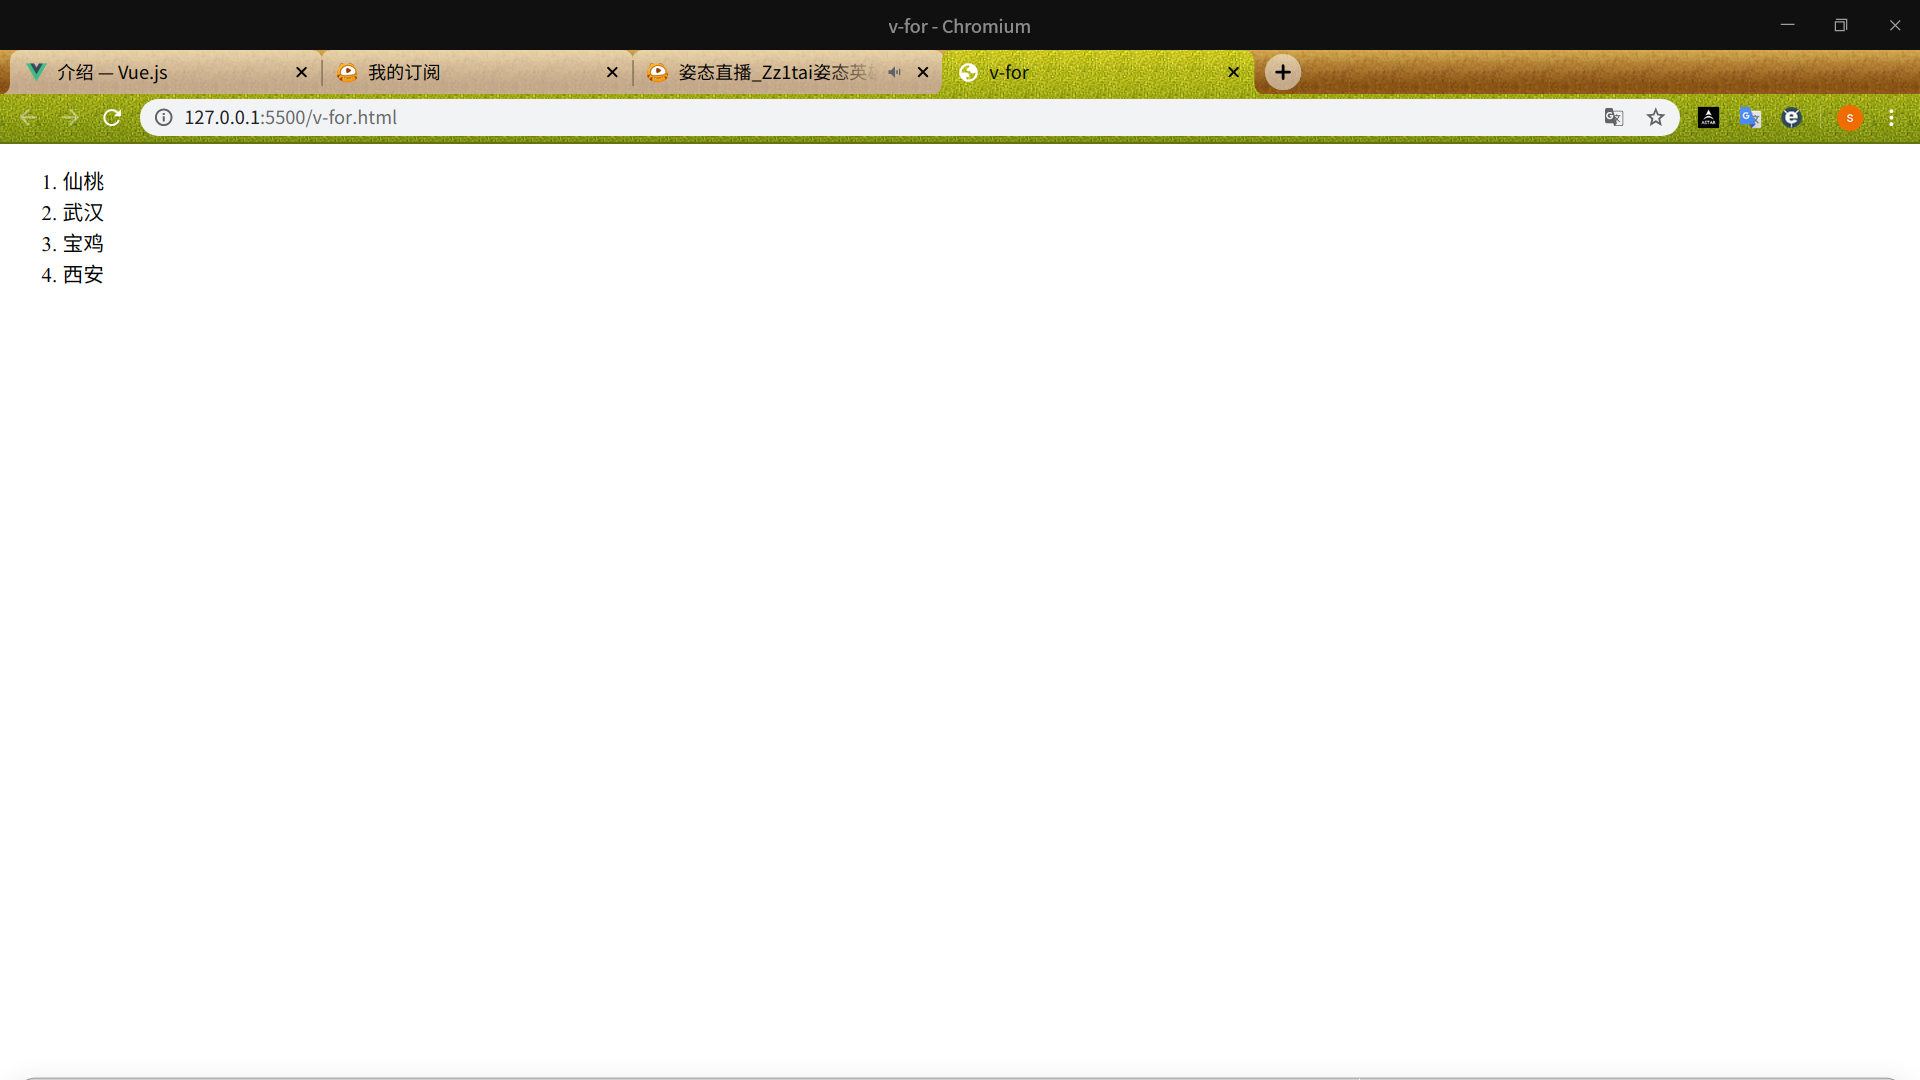 v-for - Chromium
介绍 — Vue.js
我的订阅
姿态直播_Zz1tai姿态英
v-for
127.0.0.1:5500/v-for.html
S
1. 仙桃
2. 武汉
3. 宝鸡
4. 西安